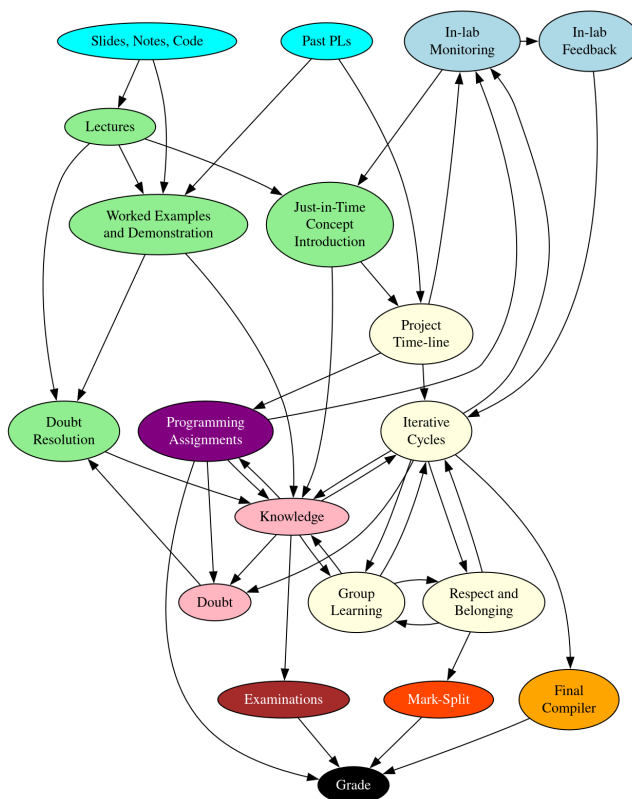 Slides, Notes, Code
Past PLs
In-lab
Monitoring
In-lab
Feedback
Lectures
Worked Examples
and Demonstration
Just-in-Time
Concept
Introduction
Project
Time-line
Doubt
Resolution
Programming
Assignments
Iterative
Cycles
Knowledge
Doubt
Group
Learning
Respect and
Belonging
Examinations
Mark-Split
Final
Compiler
Grade